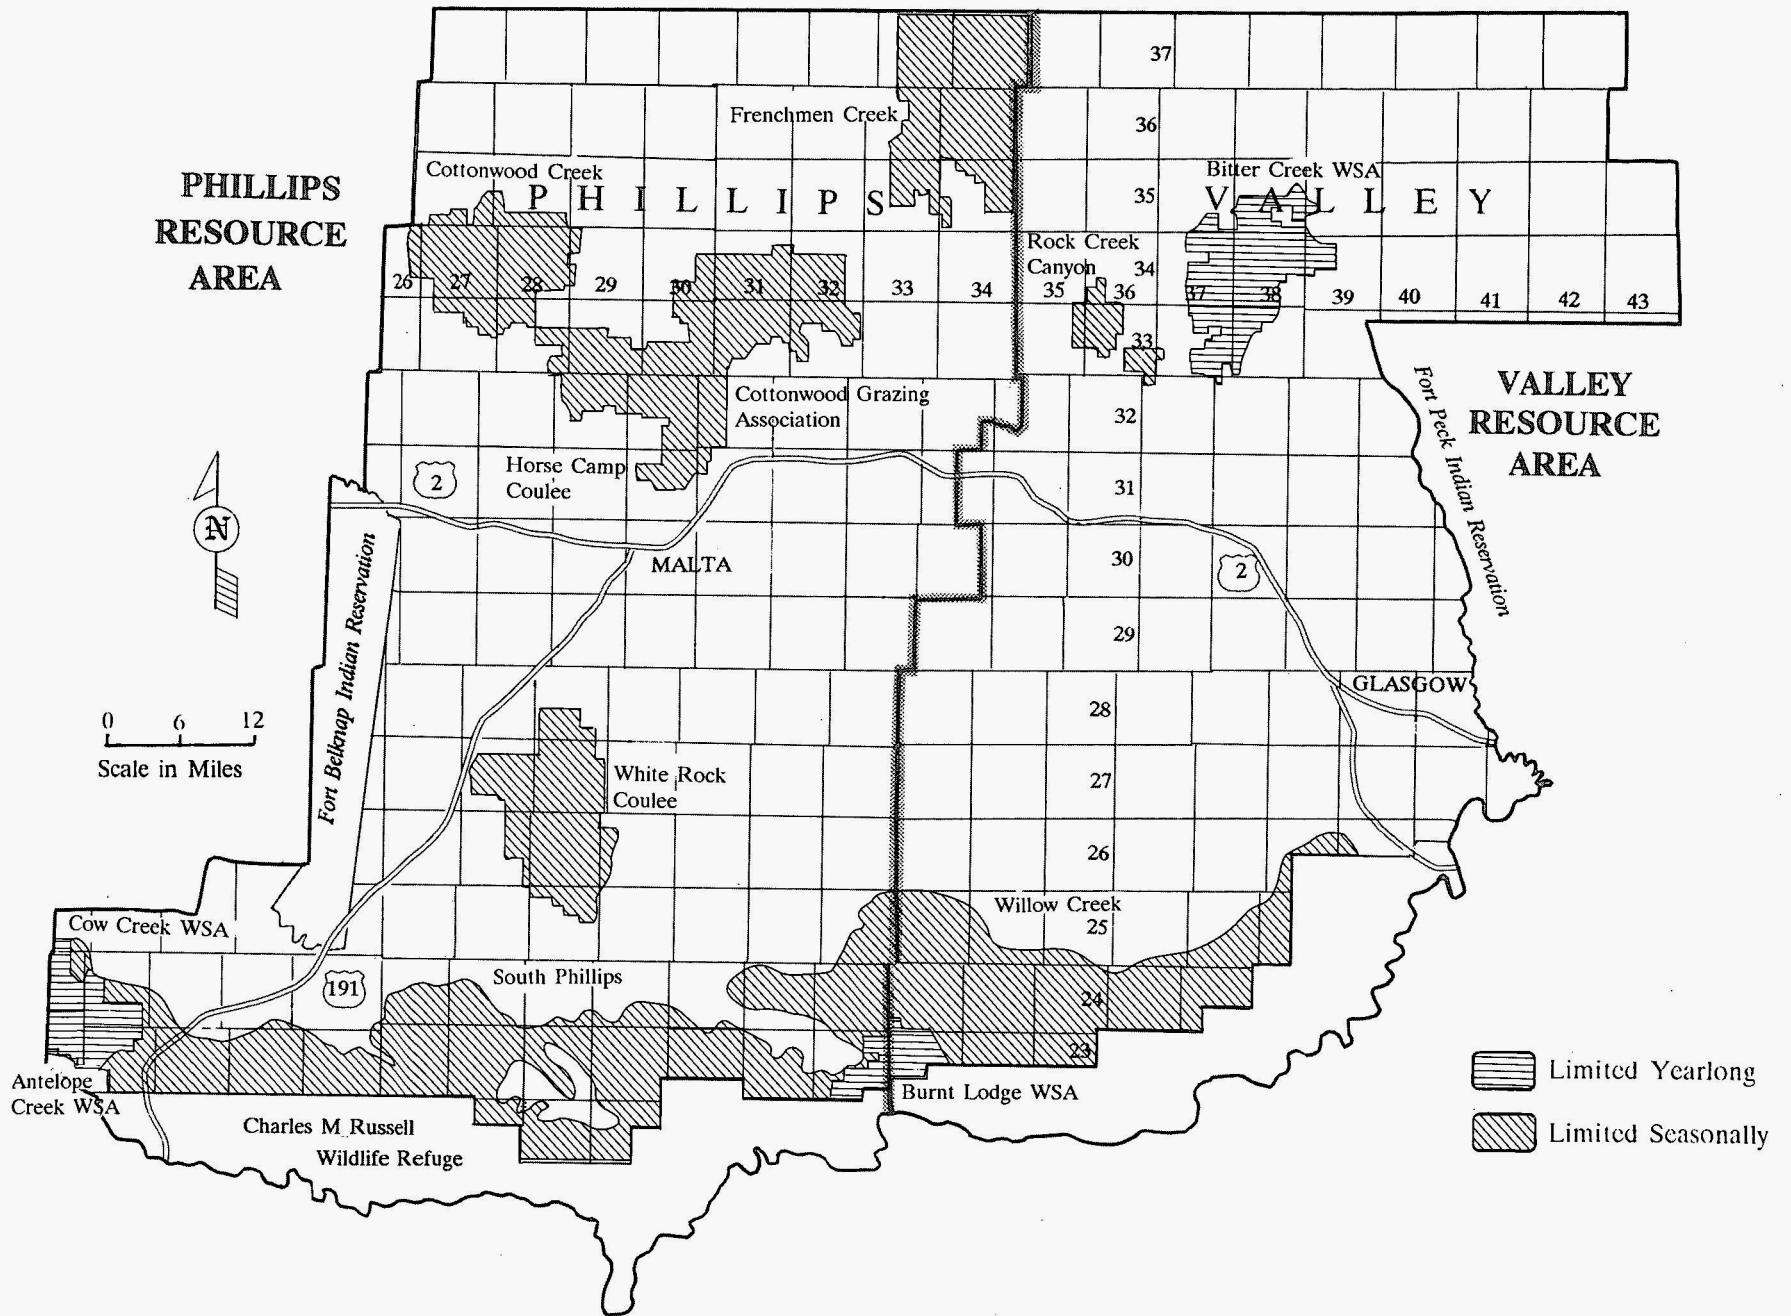 37
Frenchmen Creek
36
Cottonwood Creek
Bitter Creek WSA
PHILLIPS
RESOURCE
AREA
P H I L L I P S
35
V A L L E Y
Rock Creek
Canyon
34
26 27 28 29 30 31 32 33 34 35 36 37 38 39 40 41 42 43
33
Cottonwood Grazing
Association
32
VALLEY
RESOURCE
AREA
Fort Peck Indian Reservation
Horse Camp
Coulee
2
31
N
MALTA
30
2
Fort Belknap Indian Reservation
29
GLASGOW
28
0 6 12
Scale in Miles
White Rock
Coulee
27
26
Willow Creek
25
Cow Creek WSA
191
South Phillips
24
23
Antelope
Creek WSA
Burnt Lodge WSA
Charles M Russell
Wildlife Refuge
Limited Yearlong
Limited Seasonally